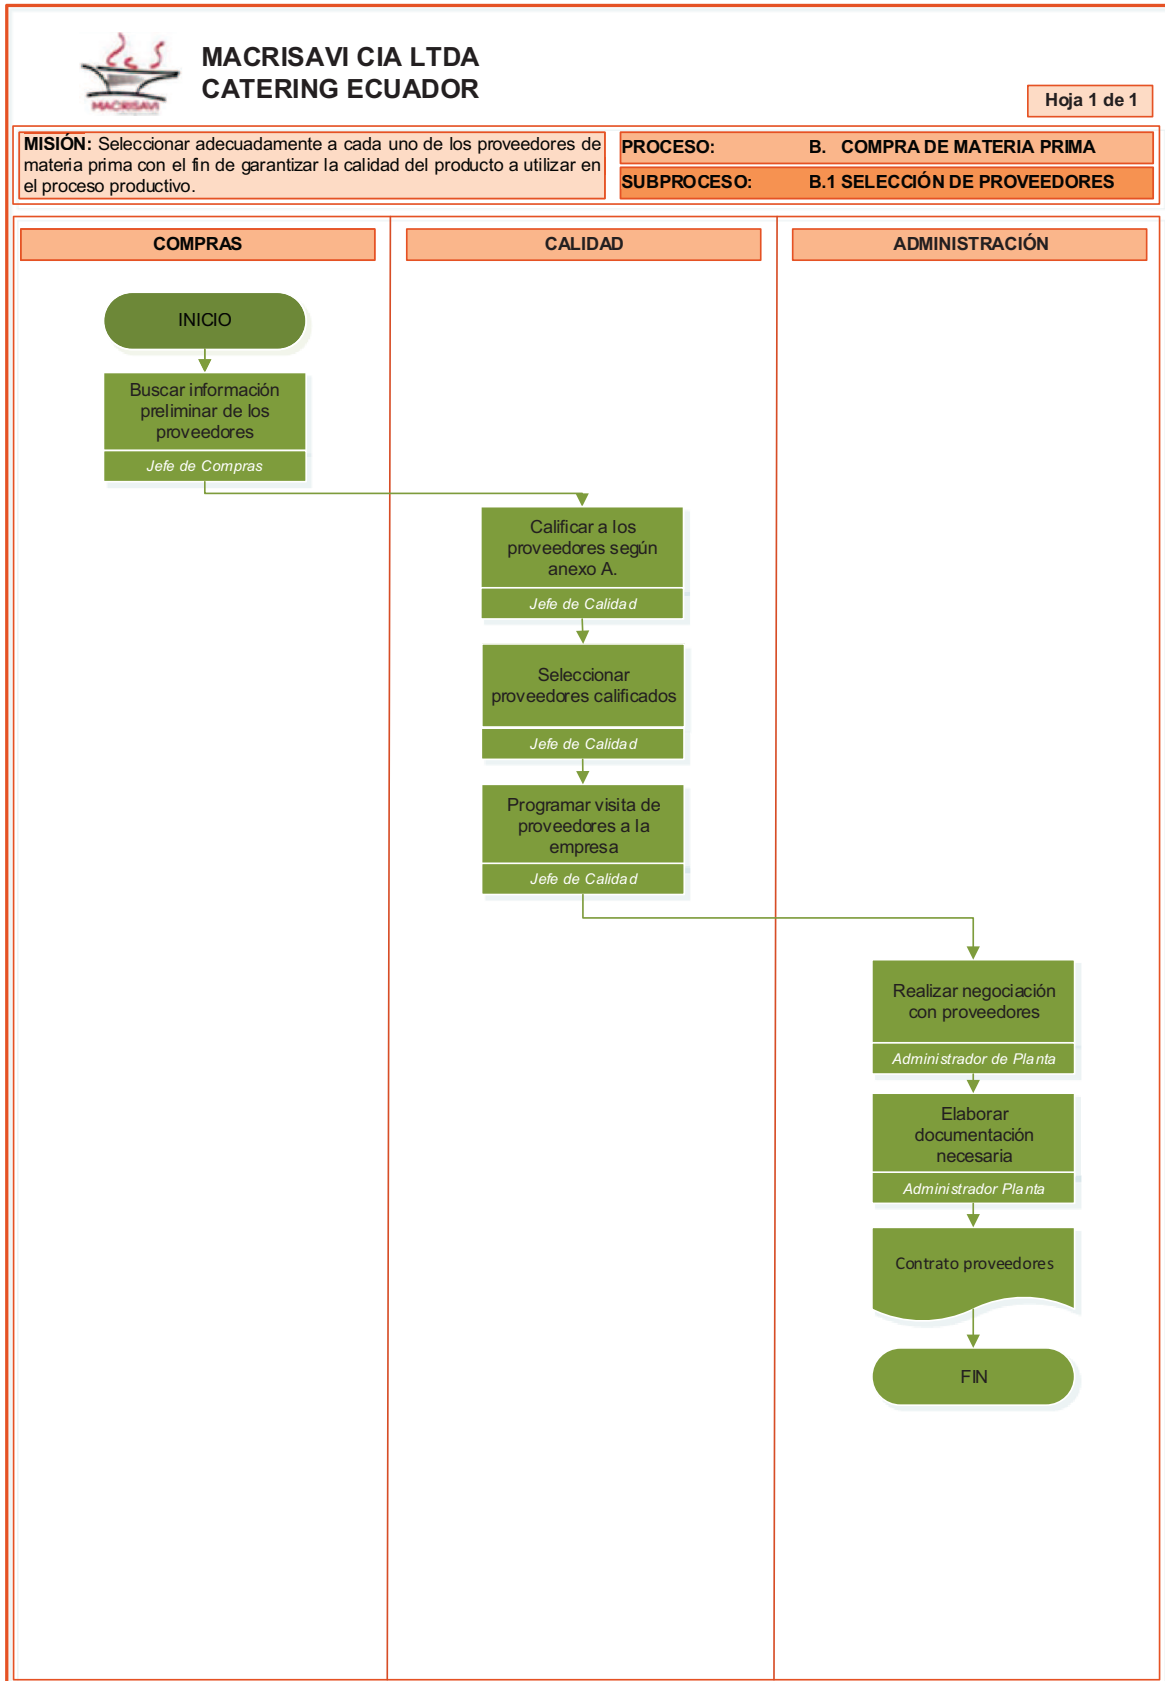 MACRISAVI
MACRISAVI CIA LTDA
CATERING ECUADOR
Hoja 1 de 1
MISIÓN: Seleccionar adecuadamente a cada uno de los proveedores de
materia prima con el fin de garantizar la calidad del producto a utilizar en
el proceso productivo.
PROCESO: B. COMPRA DE MATERIA PRIMA
SUBPROCESO: B.1 SELECCIÓN DE PROVEEDORES
COMPRAS
CALIDAD
ADMINISTRACIÓN
INICIO
Buscar información
preliminar de los
proveedores
Jefe de Compras
Calificar a los
proveedores según
anexo A.
Jefe de Calidad
Seleccionar
proveedores calificados
Jefe de Calidad
Programar visita de
proveedores a la
empresa
Jefe de Calidad
Realizar negociación
con proveedores
Administrador de Planta
Elaborar
documentación
necesaria
Administrador Planta
Contrato proveedores
FIN